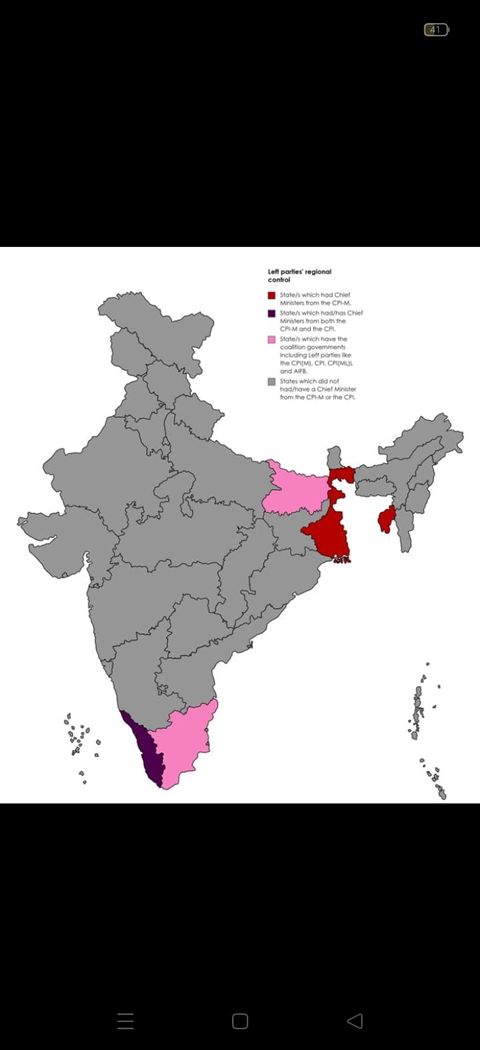 41
Left parties' regional
control
State/s which had Chief
Ministers from the CPI-M.
State/s which had/has Chief
Ministers from both the
CPI-M and the CPI.
State/s which have the
coalition governments
including Left parties like
the CPI(M), CPI, CPI(ML)L
and AIFB.
States which did not
had/have a Chief Minister
from the CPI-M or the CPI.